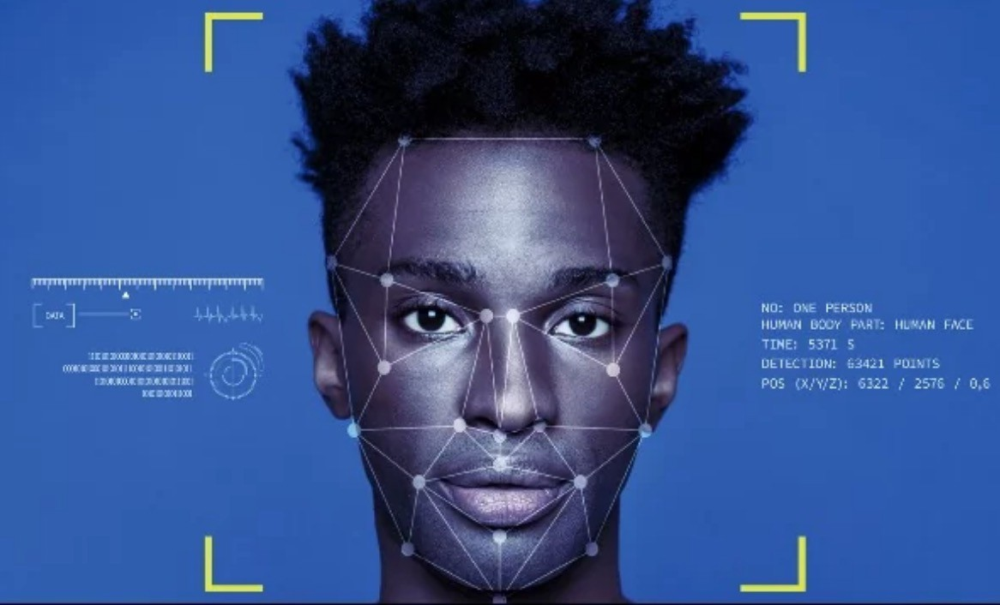 DATA
NO: ONE PERSON
HUMAN BODY PART: HUMAN FACE
TIME: 5371 S
DETECTION: 63421 POINTS
POS (X/Y/Z): 6322 / 2576 / 0,6